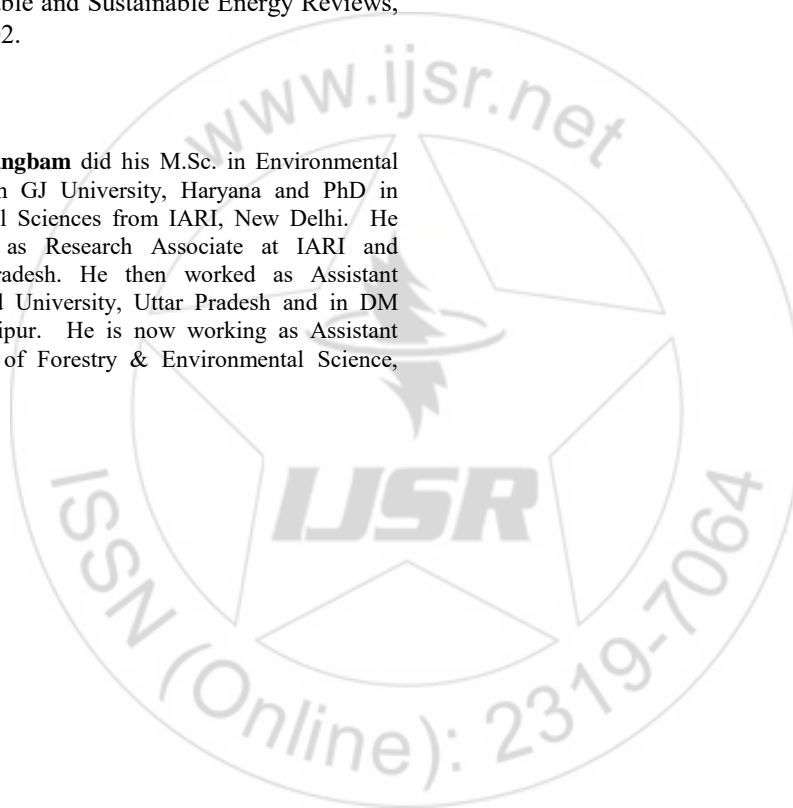 able and Sustainable Energy Reviews,
02.
angbam did his M.Sc. in Environmental
GJ University, Haryana and PhD in
Sciences from IARI, New Delhi. He
as Research Associate at IARI and
radesh. He then worked as Assistant
University, Uttar Pradesh and in DM
ipur. He is now working as Assistant
of Forestry & Environmental Science,
www.ijsr.net
IJSR
ISSN (Online): 2319-7064